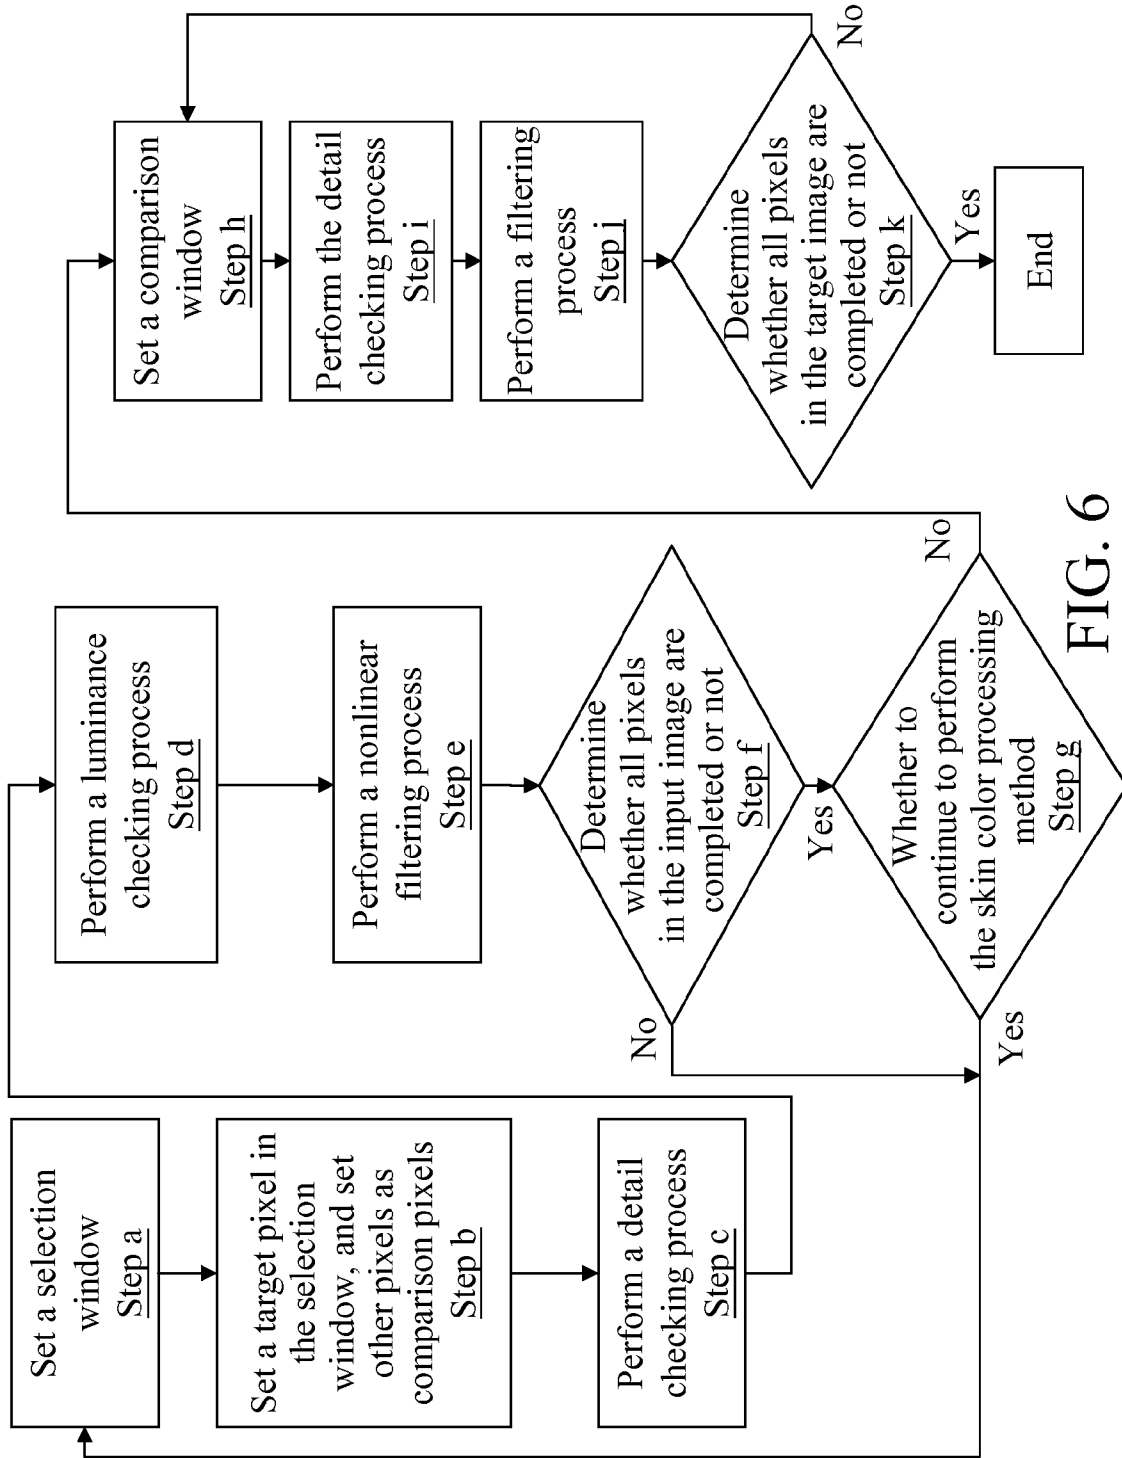 Set a selection
window
Step a
Set a target pixel in
the selection
window, and set
other pixels as
comparison pixels
Step b
Perform a detail
checking process
Step c
Perform a luminance
checking process
Step d
Perform a nonlinear
filtering process
Step e
Determine
whether all pixels
in the input image are
completed or not
Step f
No
Yes
Whether to
continue to perform
the skin color processing
method
Step g
Yes
No
Set a comparison
window
Step h
Perform the detail
checking process
Step i
Perform a filtering
process
Step j
Determine
whether all pixels
in the target image are
completed or not
Step k
No
Yes
End
FIG. 6